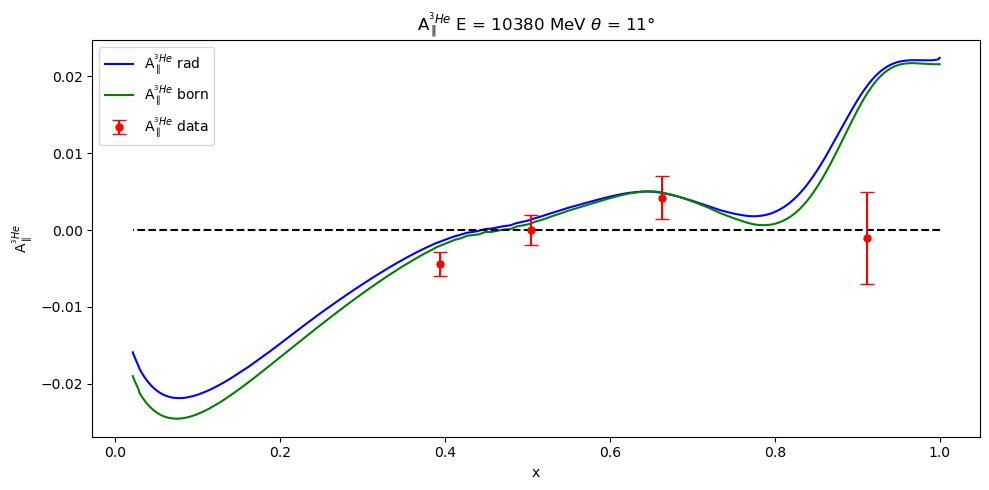 A∥³ᴴᵉ E = 10380 MeV θ = 11°
A∥³ᴴᵉ rad
A∥³ᴴᵉ born
A∥³ᴴᵉ data
0.02
0.01
0.00
−0.01
−0.02
A∥³ᴴᵉ
0.0 0.2 0.4 0.6 0.8 1.0
x